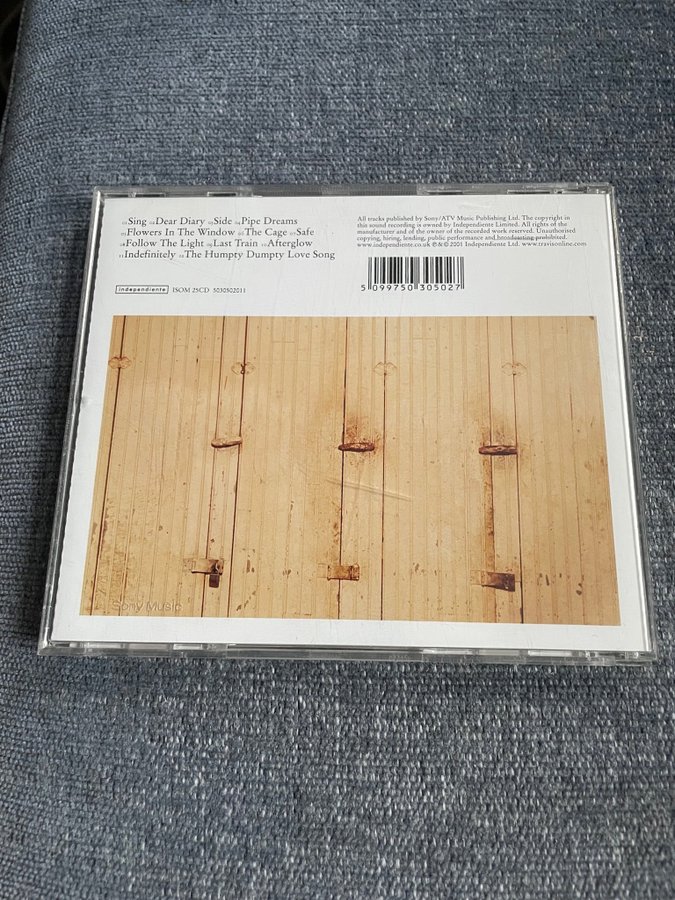 01 Sing 02 Dear Diary 03 Side 04 Pipe Dreams
05 Flowers In The Window 06 The Cage 07 Safe
08 Follow The Light 09 Last Train 10 Afterglow
11 Indefinitely 12 The Humpty Dumpty Love Song
All tracks published by Sony/ATV Music Publishing Ltd. The copyright in
this sound recording is owned by Independiente Limited. All rights of the
manufacturer and of the owner of the recorded work reserved. Unauthorised
copying, hiring, lending, public performance and broadcasting prohibited.
www.independiente.co.uk ℗&© 2001 Independiente Ltd. www.travisonline.com
5 099750 305027
independiente ISOM 25CD 5030502011
Sony Music